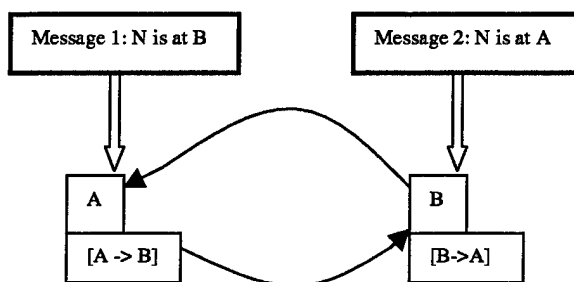 Message 1: N is at B
Message 2: N is at A
A
B
[A -> B]
[B->A]